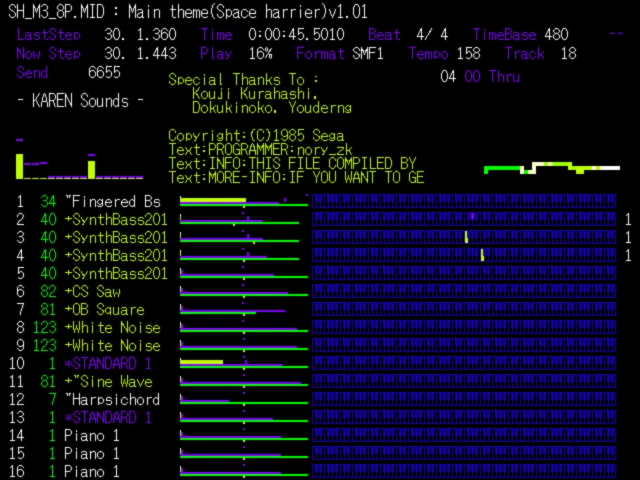 SH_M3_8P.MID : Main theme(Space harrier)v1.01
LastStep 30. 1.360 Time 0:00:45.5010 Beat 4/ 4 TimeBase 480 --
Now Step 30. 1.443 Play 16% Format SMF1 Tempo 158 Track 18
Send 6655 04 00 Thru
Special Thanks To :
Kouji Kurahashi.
- KAREN Sounds -
Dokukinoko. Youderng
Copyright:(C)1985 Sega
Text:PROGRAMMER:nory_zk
Text:INFO:THIS FILE COMPILED BY
Text:MORE-INFO:IF YOU WANT TO GE
1 34 "Fingered Bs
2 40 +SynthBass201 1
3 40 +SynthBass201 1
4 40 +SynthBass201 1
5 40 +SynthBass201
6 82 +CS Saw
7 81 +OB Square
8 123 +White Noise
9 123 +White Noise
10 1 *STANDARD 1
11 81 +"Sine Wave
12 7 "Harpsichord
13 1 *STANDARD 1
14 1 Piano 1
15 1 Piano 1
16 1 Piano 1